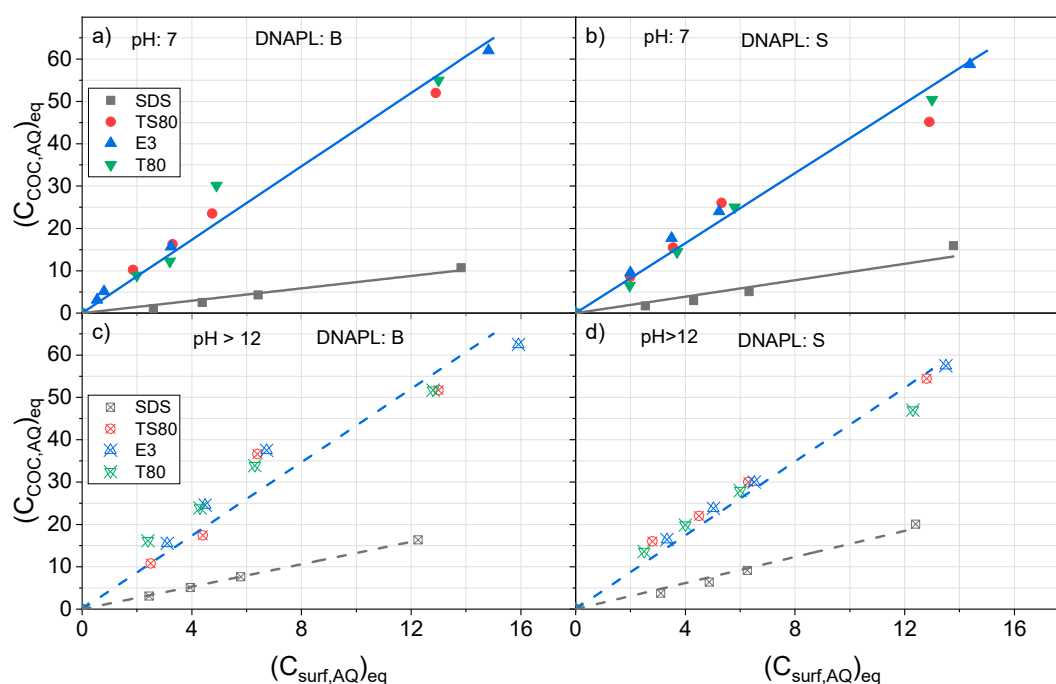 a) pH: 7 DNAPL: B
b) pH: 7 DNAPL: S
60
50
40
30
20
10
0
(C_COC,AQ)_eq
SDS
TS80
E3
T80
c) pH > 12 DNAPL: B
d) pH>12 DNAPL: S
60
50
40
30
20
10
0
(C_COC,AQ)_eq
SDS
TS80
E3
T80
0 4 8 12 16
0 4 8 12 16
(C_surf,AQ)_eq
(C_surf,AQ)_eq